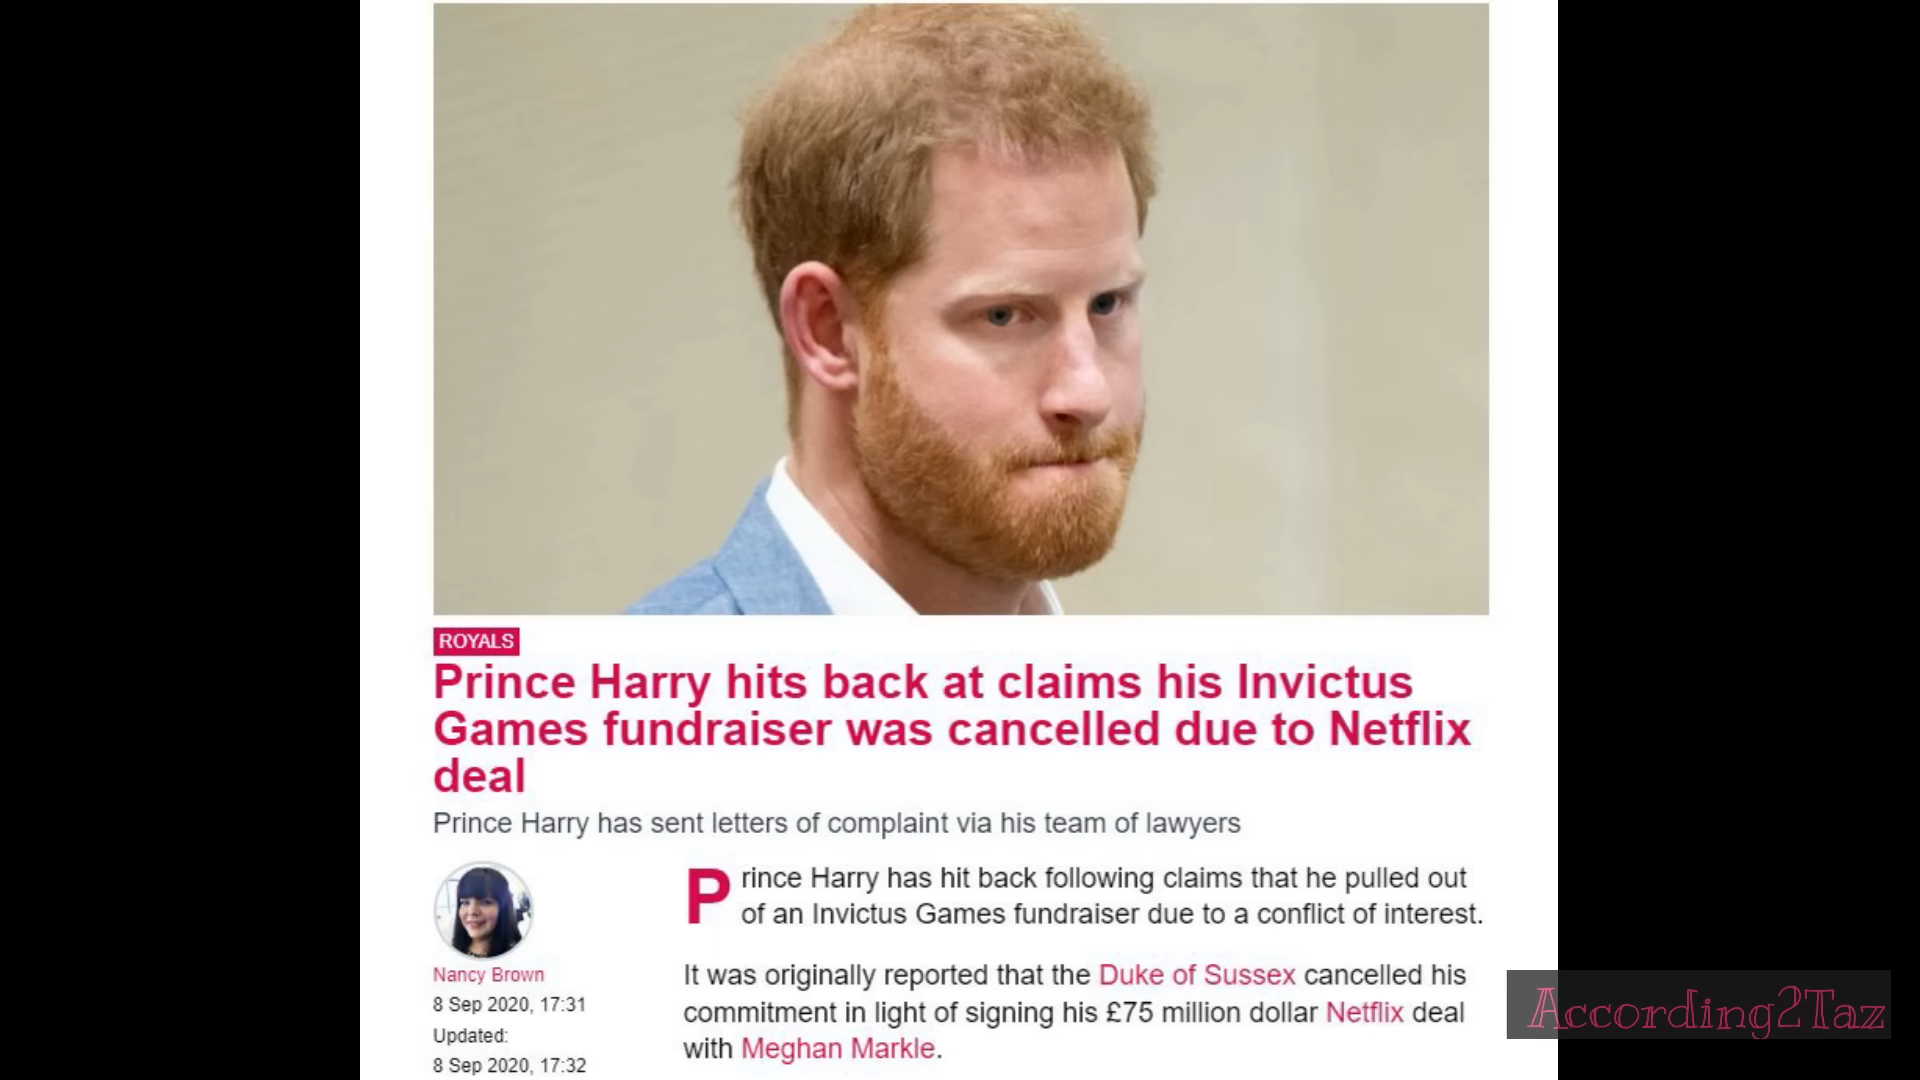 ROYALS
Prince Harry hits back at claims his Invictus
Games fundraiser was cancelled due to Netflix
deal
Prince Harry has sent letters of complaint via his team of lawyers
Nancy Brown
8 Sep 2020, 17:31
Updated:
8 Sep 2020, 17:32
Prince Harry has hit back following claims that he pulled out
of an Invictus Games fundraiser due to a conflict of interest.
It was originally reported that the Duke of Sussex cancelled his
commitment in light of signing his £75 million dollar Netflix deal
with Meghan Markle.
According2Taz